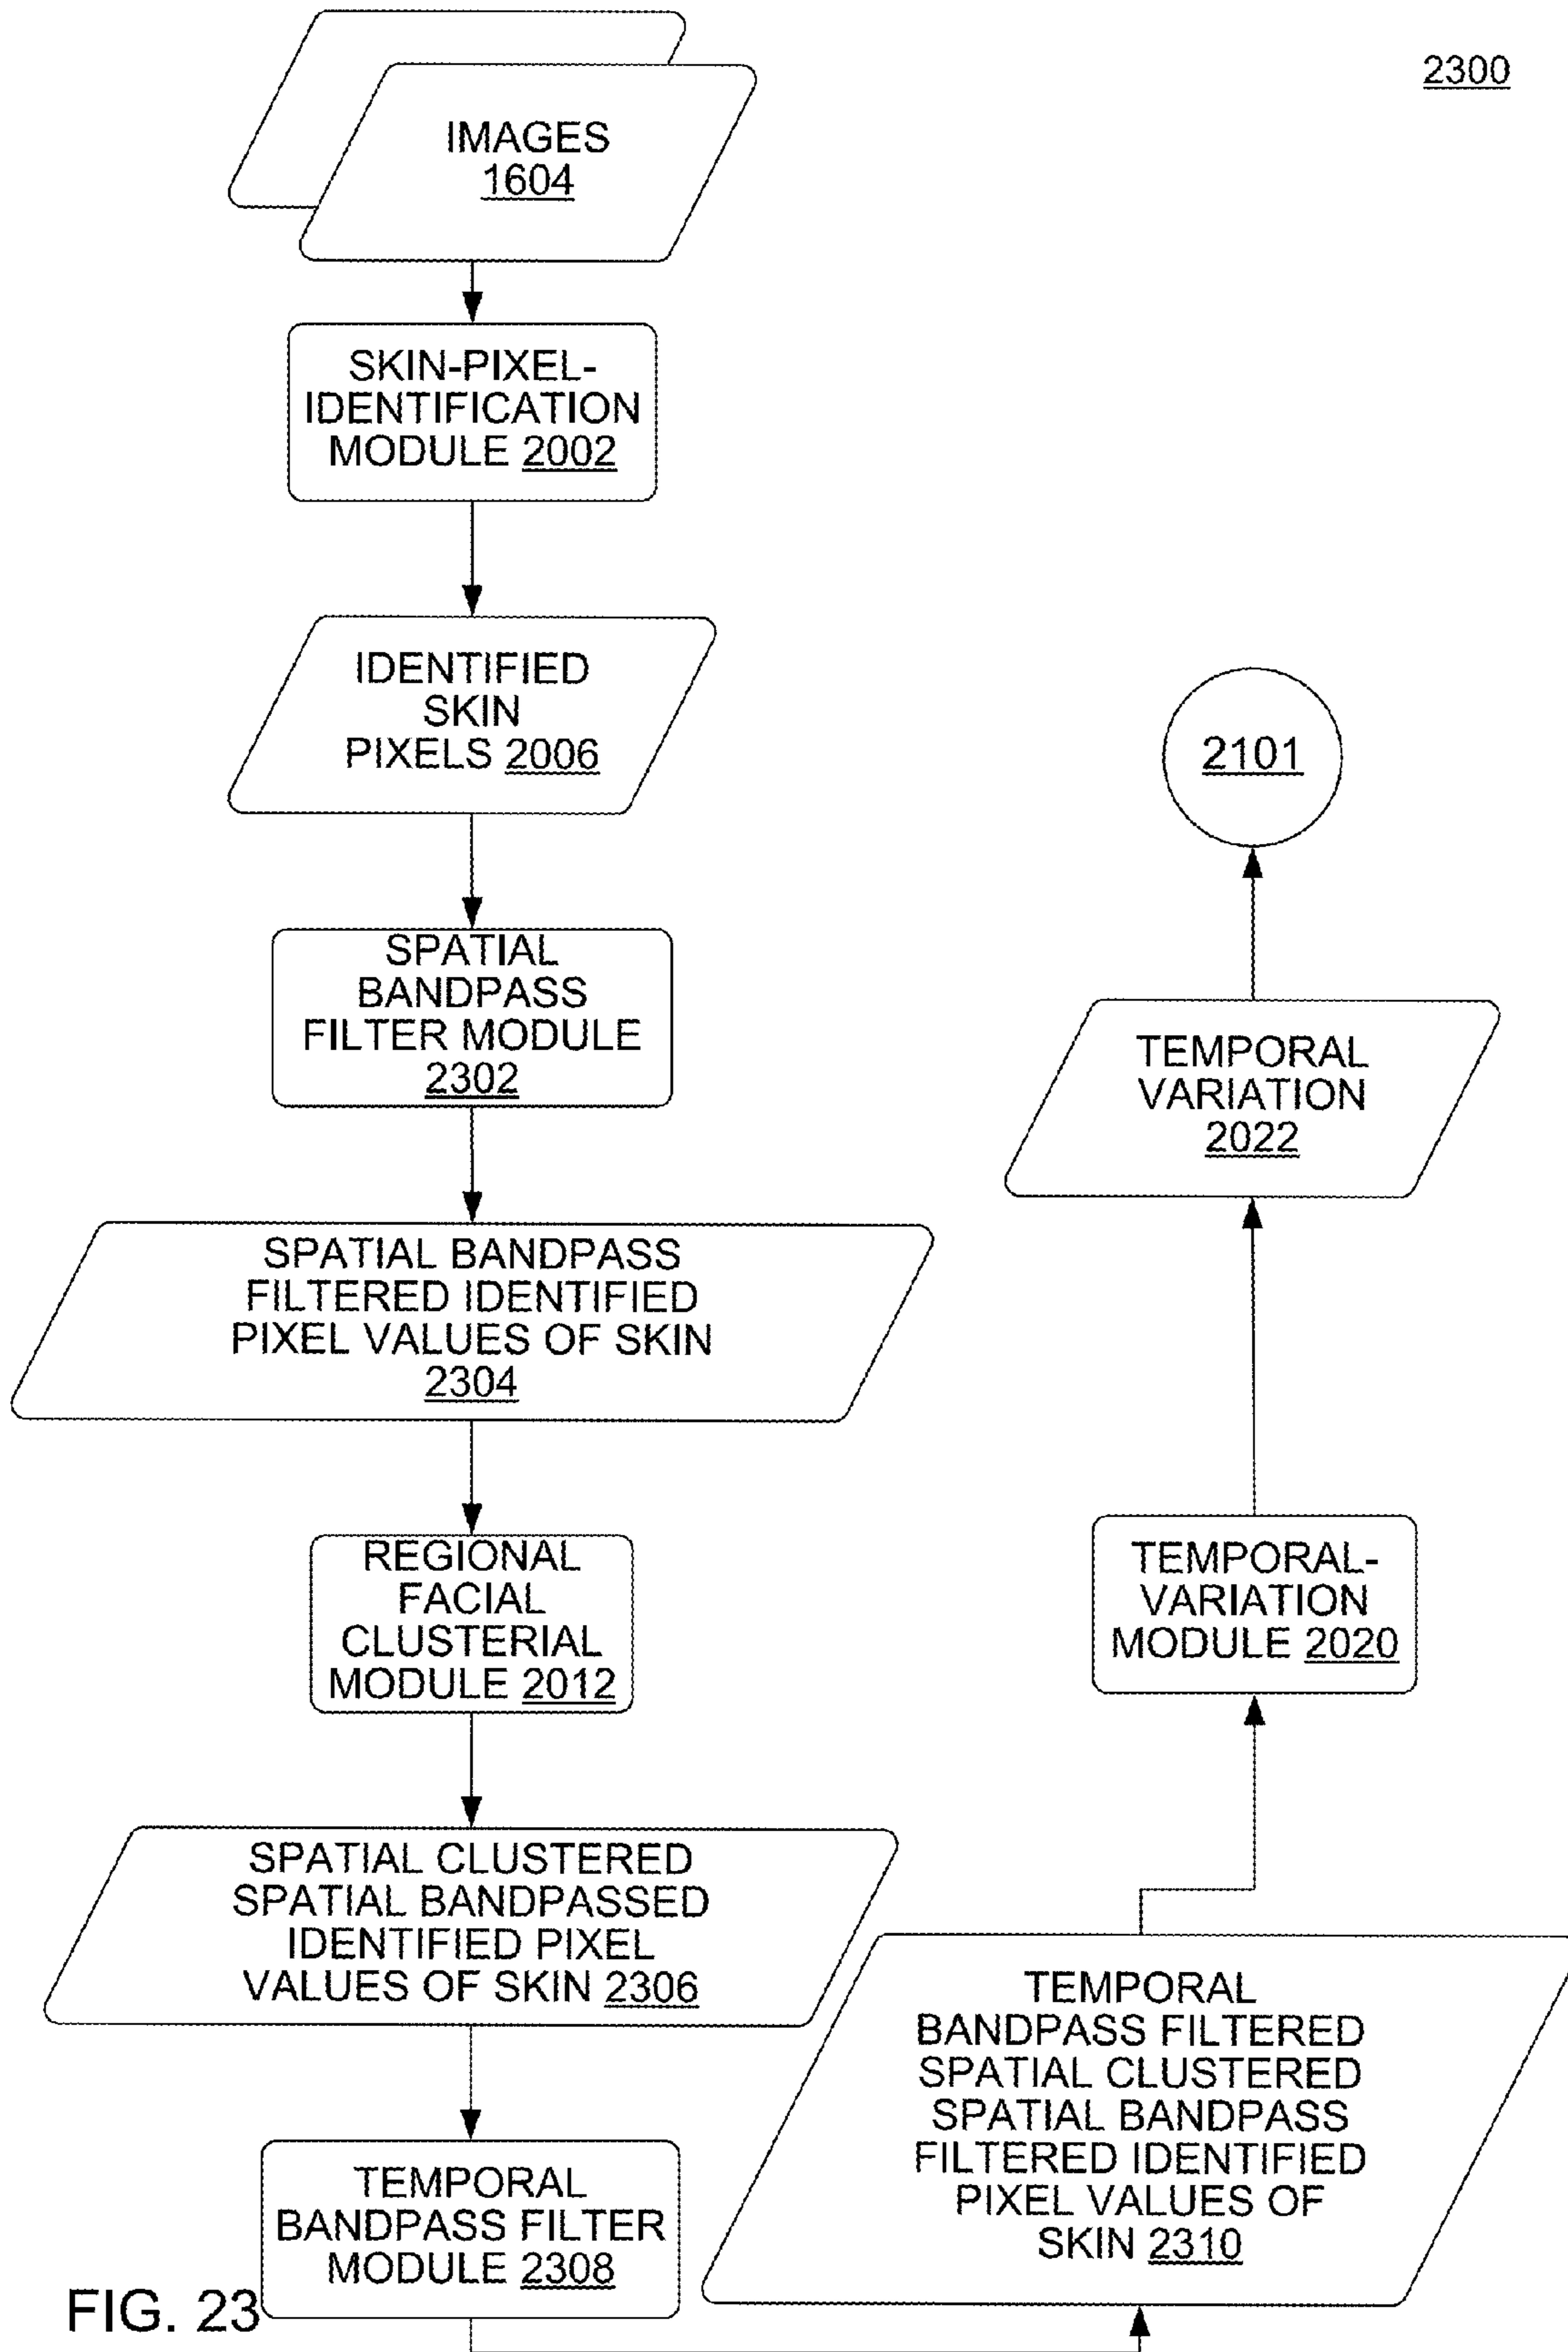 2300
IMAGES
1604
SKIN-PIXEL-
IDENTIFICATION
MODULE 2002
IDENTIFIED
SKIN
PIXELS 2006
SPATIAL
BANDPASS
FILTER MODULE
2302
SPATIAL BANDPASS
FILTERED IDENTIFIED
PIXEL VALUES OF SKIN
2304
REGIONAL
FACIAL
CLUSTERIAL
MODULE 2012
SPATIAL CLUSTERED
SPATIAL BANDPASSED
IDENTIFIED PIXEL
VALUES OF SKIN 2306
TEMPORAL
BANDPASS FILTER
MODULE 2308
TEMPORAL
BANDPASS FILTERED
SPATIAL CLUSTERED
SPATIAL BANDPASS
FILTERED IDENTIFIED
PIXEL VALUES OF
SKIN 2310
TEMPORAL-
VARIATION
MODULE 2020
TEMPORAL
VARIATION
2022
2101
FIG. 23